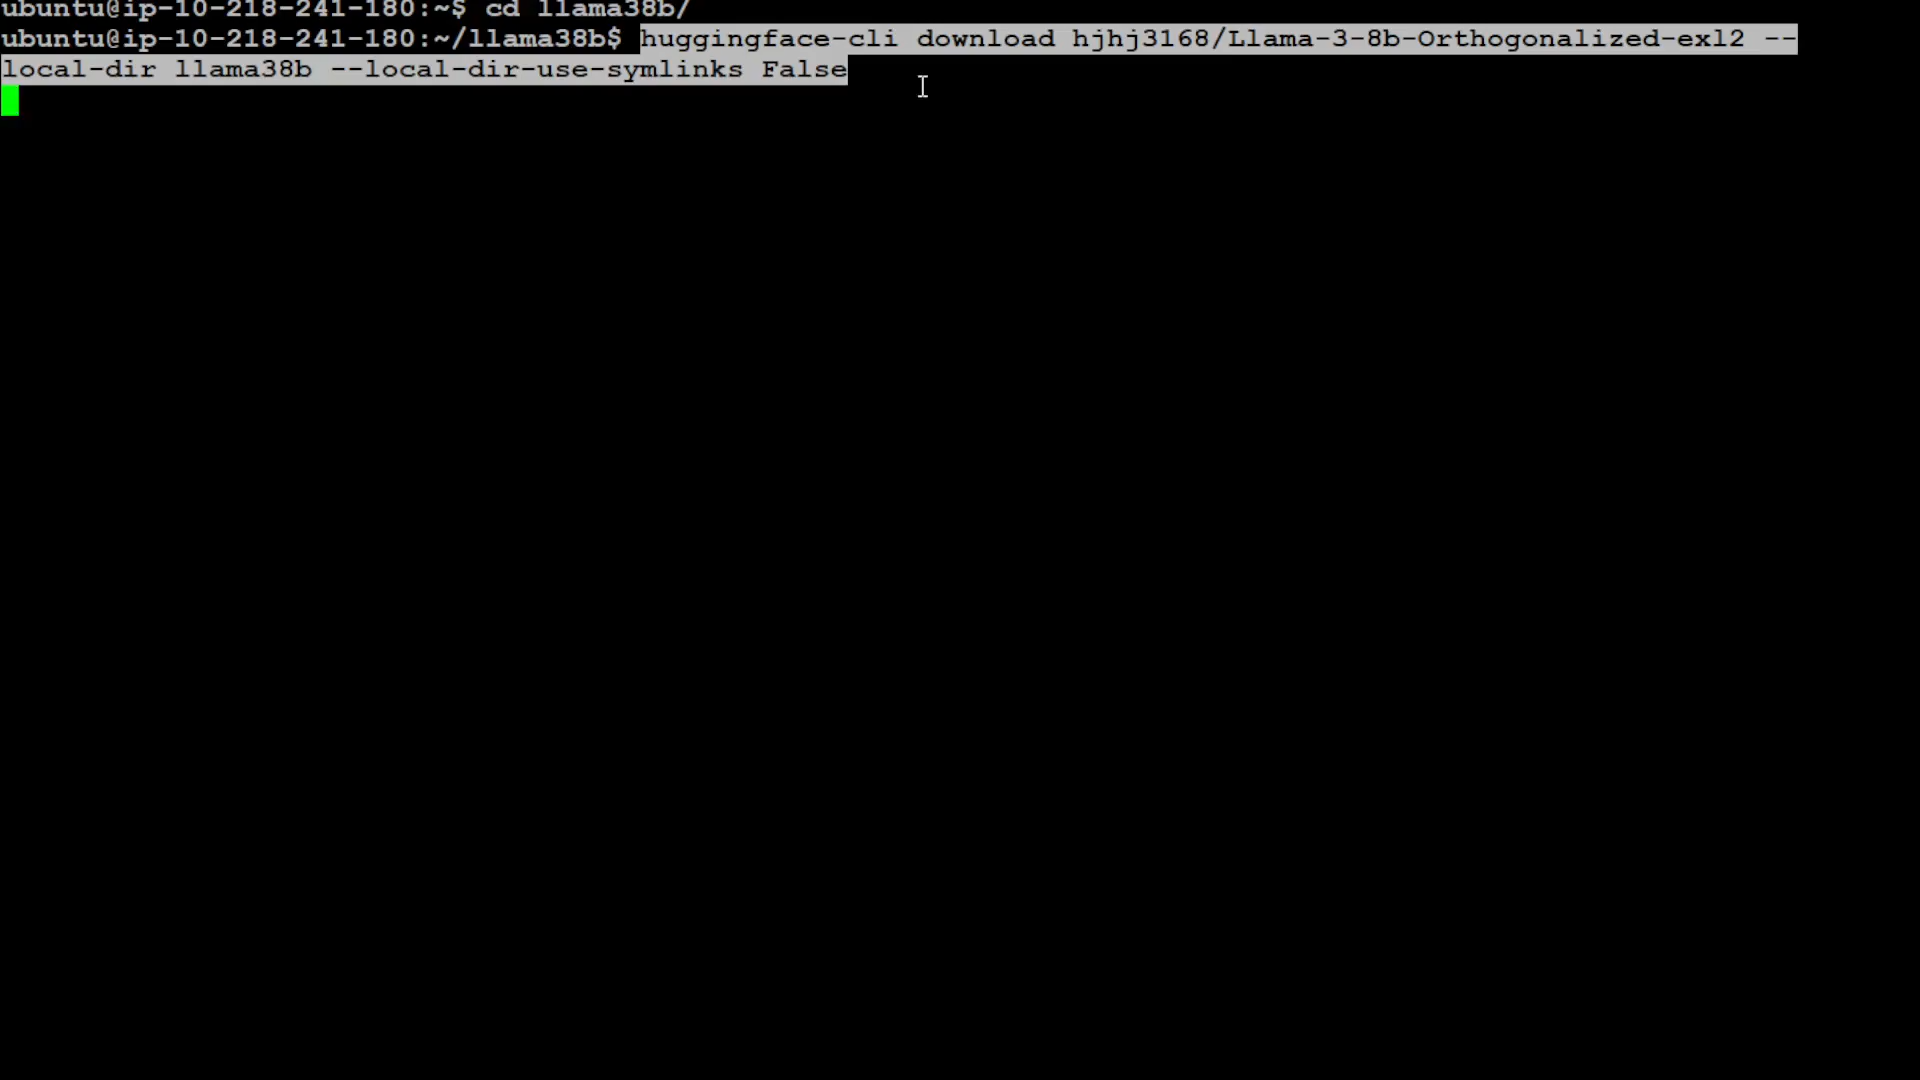 ubuntu@ip-10-218-241-180:~$ cd llama38b/
ubuntu@ip-10-218-241-180:~/llama38b$ huggingface-cli download hjhj3168/Llama-3-8b-Orthogonalized-exl2 --
local-dir llama38b --local-dir-use-symlinks False